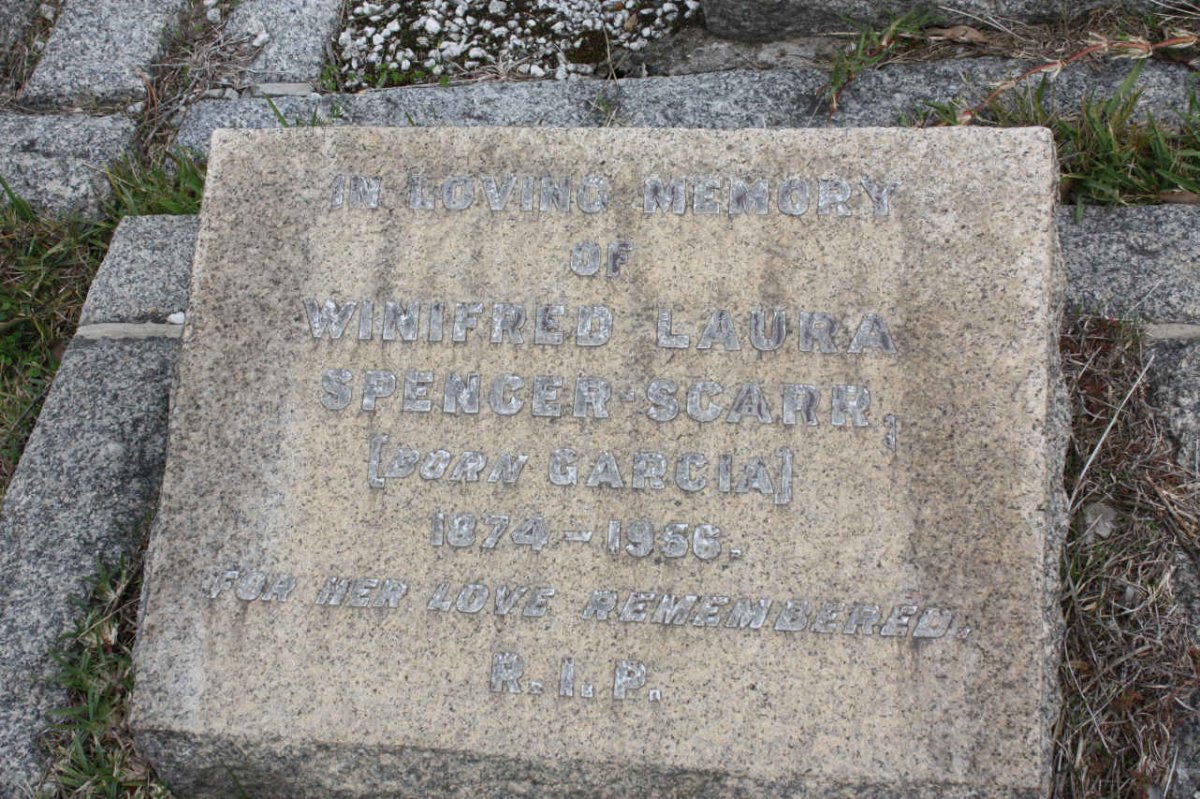 IN LOVING MEMORY
OF
WINIFRED LAURA
SPENCER-SCARR,
[BORN GARCIA]
1874 - 1956.
FOR HER LOVE REMEMBERED.
R.I.P.